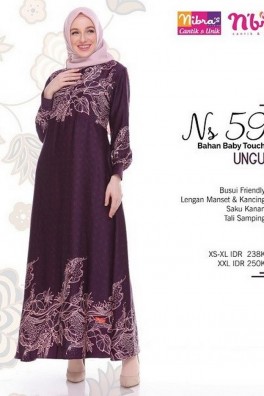 Nibra's
Cantik & Unik
Ns 59
Bahan Baby Touch
UNGU
Busui Friendly
Lengan Manset & Kancing
Saku Kanan
Tali Samping
XS-XL IDR 238K
XXL IDR 250K